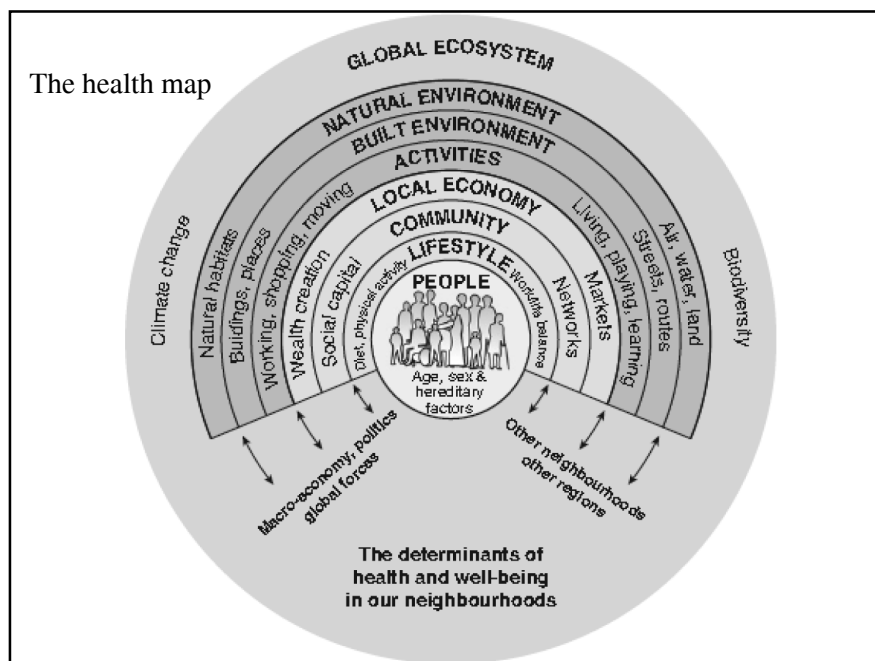 The health map
GLOBAL ECOSYSTEM
NATURAL ENVIRONMENT
BUILT ENVIRONMENT
ACTIVITIES
LOCAL ECONOMY
COMMUNITY
LIFESTYLE
PEOPLE
Climate change
Natural habitats
Buidings, places
Working, shopping, moving
Wealth creation
Social capital
Diet, physical activity
Work/life balance
Networks
Markets
Living, playing, learning
Streets, routes
Air, water, land
Biodiversity
Age, sex &
hereditary
factors
Macro-economy, politics
global forces
Other neighbourhoods
other regions
The determinants of
health and well-being
in our neighbourhoods